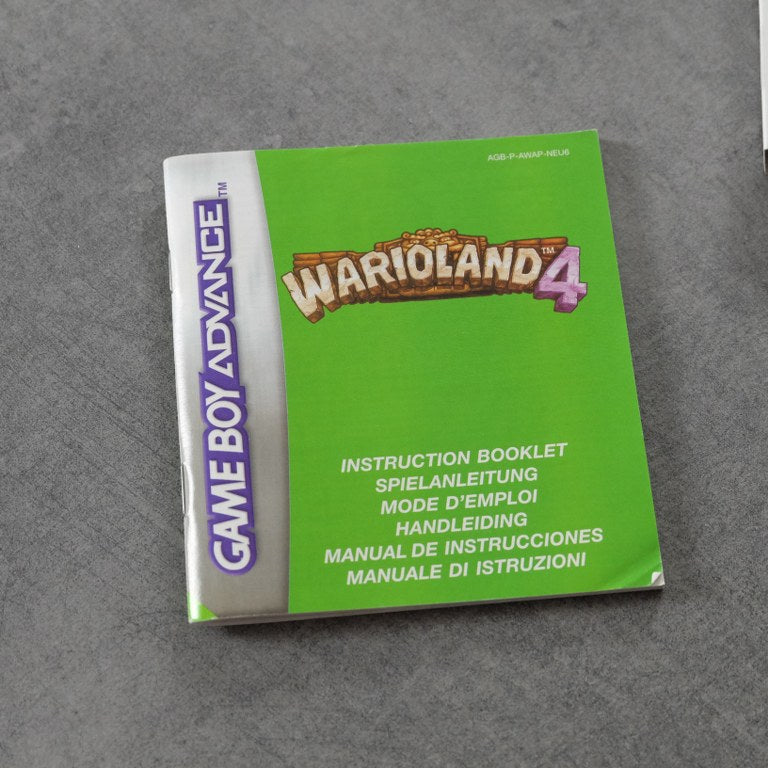 AGB-P-AWAP-NEU6
GAME BOY ADVANCE™
WARIOLAND™4
INSTRUCTION BOOKLET
SPIELANLEITUNG
MODE D'EMPLOI
HANDLEIDING
MANUAL DE INSTRUCCIONES
MANUALE DI ISTRUZIONI